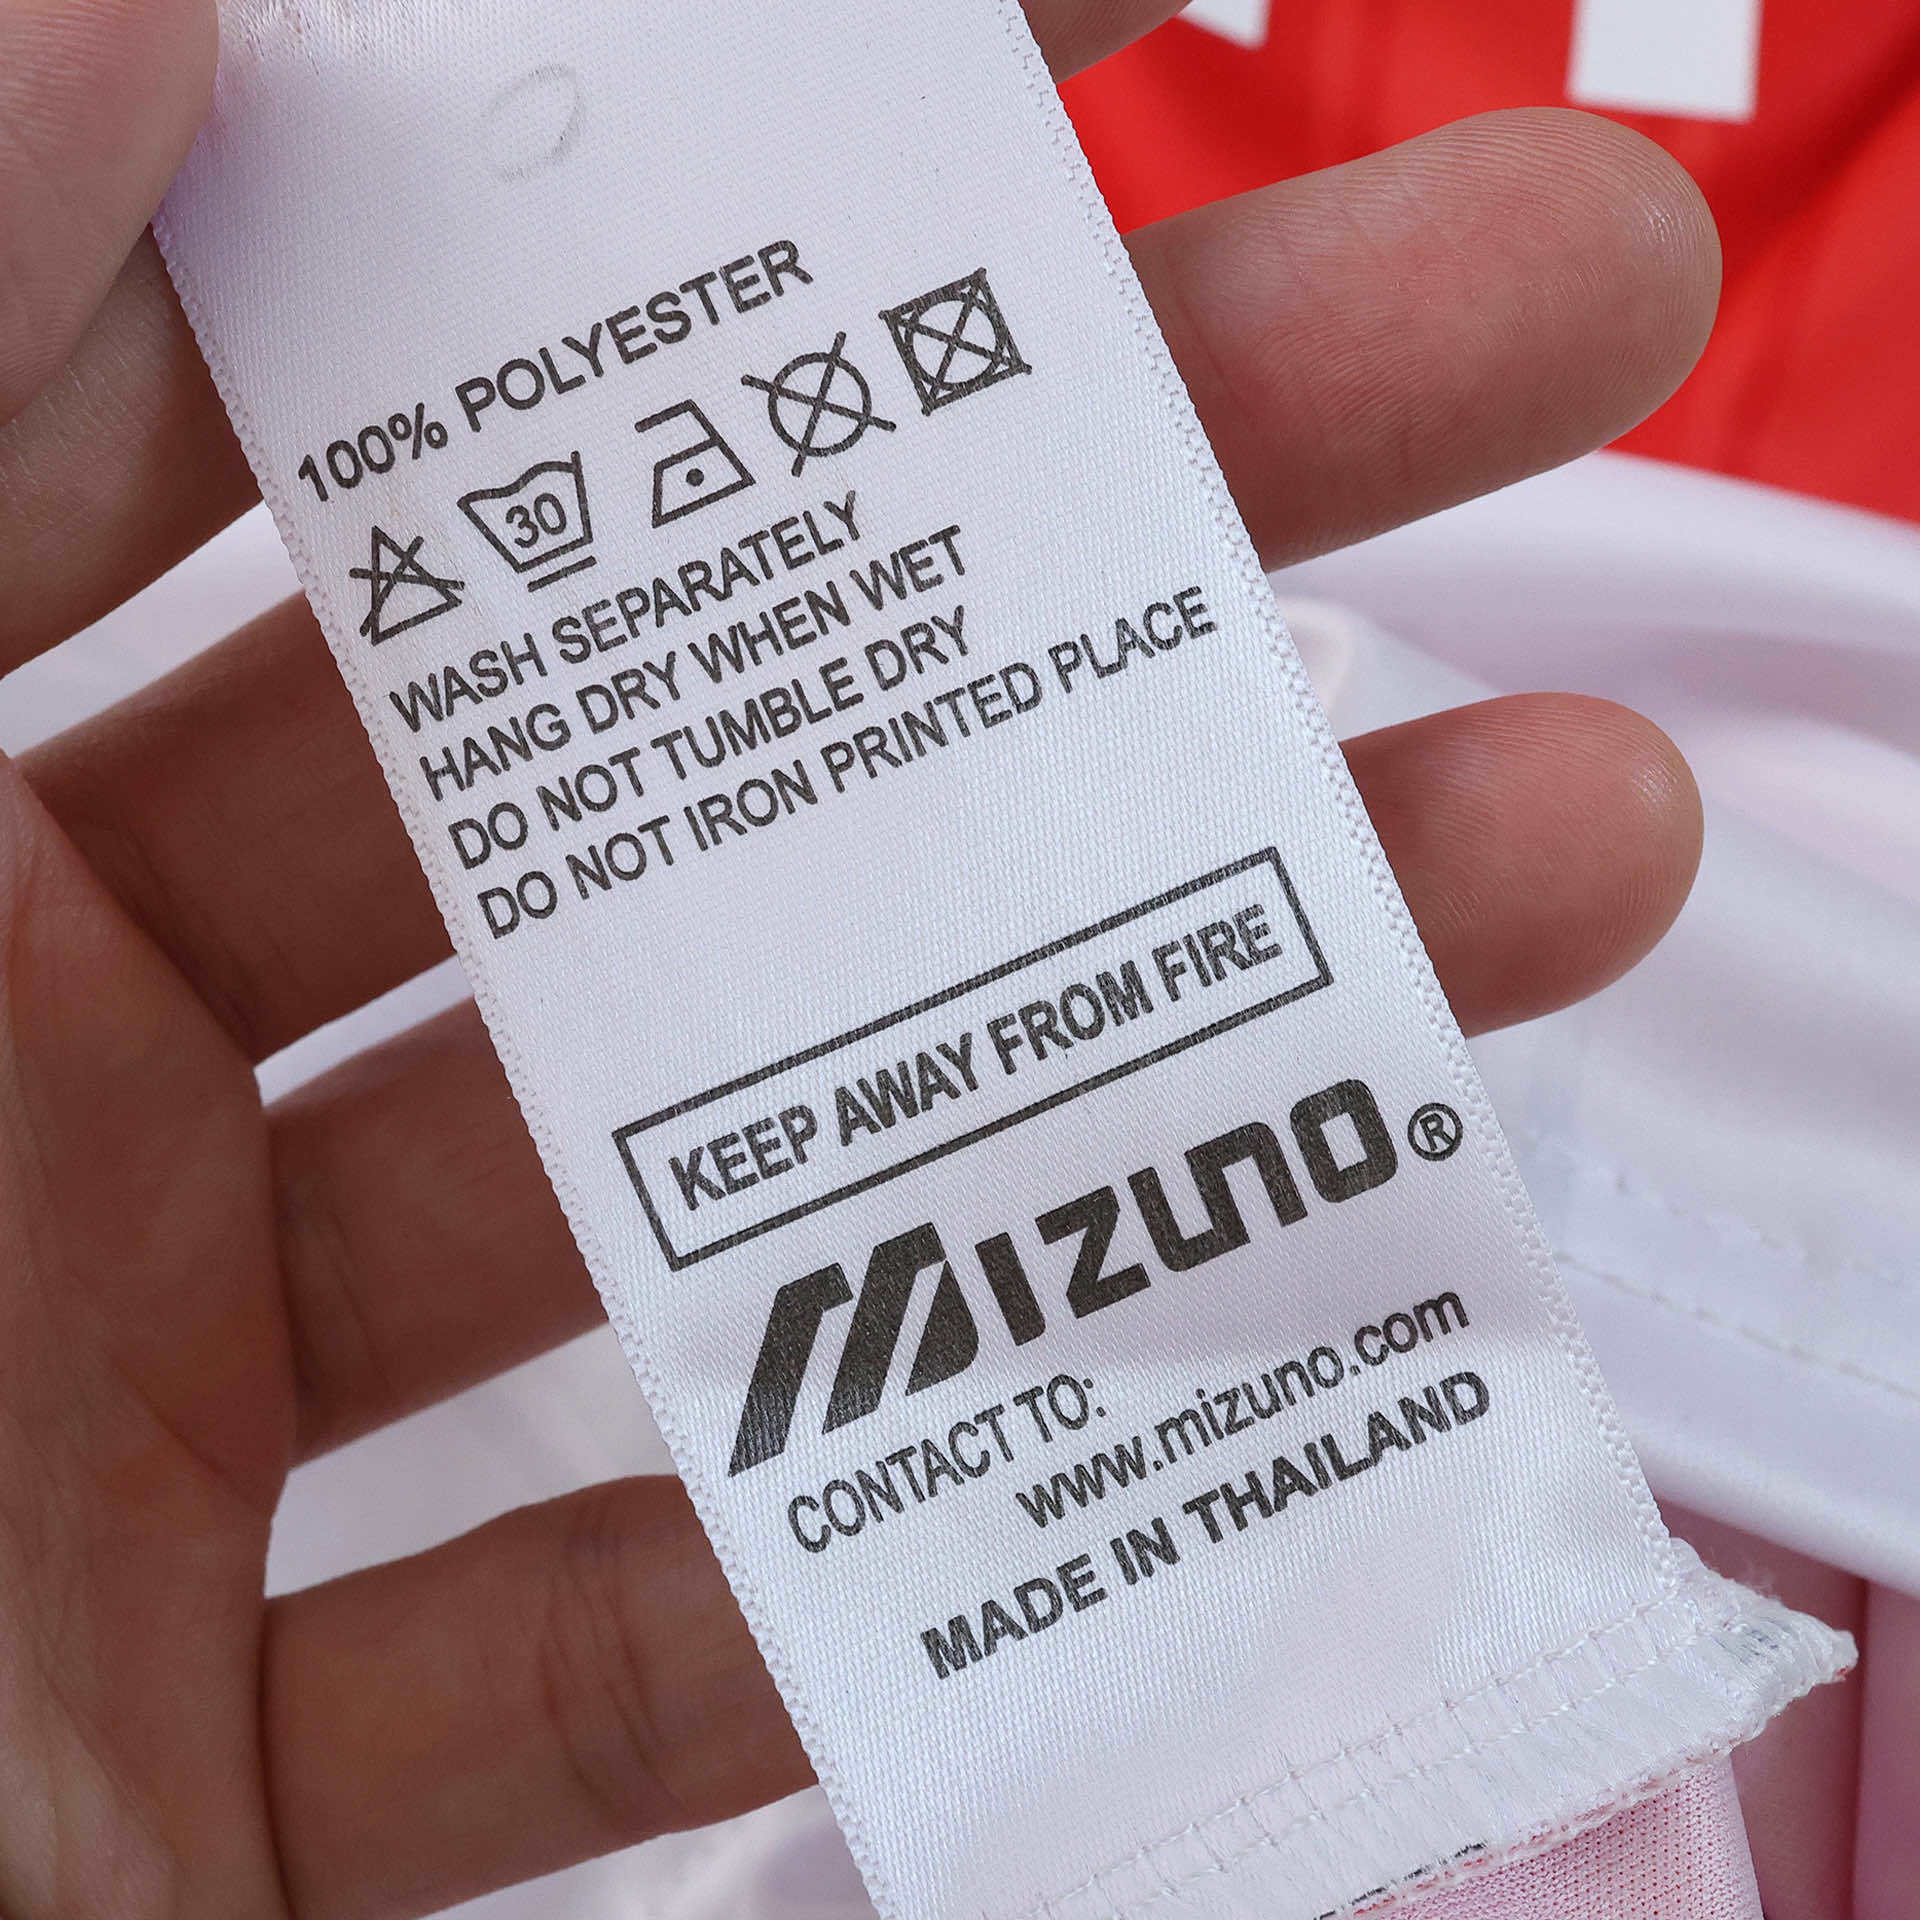 100% POLYESTER
30
WASH SEPARATELY
HANG DRY WHEN WET
DO NOT TUMBLE DRY
DO NOT IRON PRINTED PLACE
KEEP AWAY FROM FIRE
MIZUNO®
CONTACT TO:
www.mizuno.com
MADE IN THAILAND